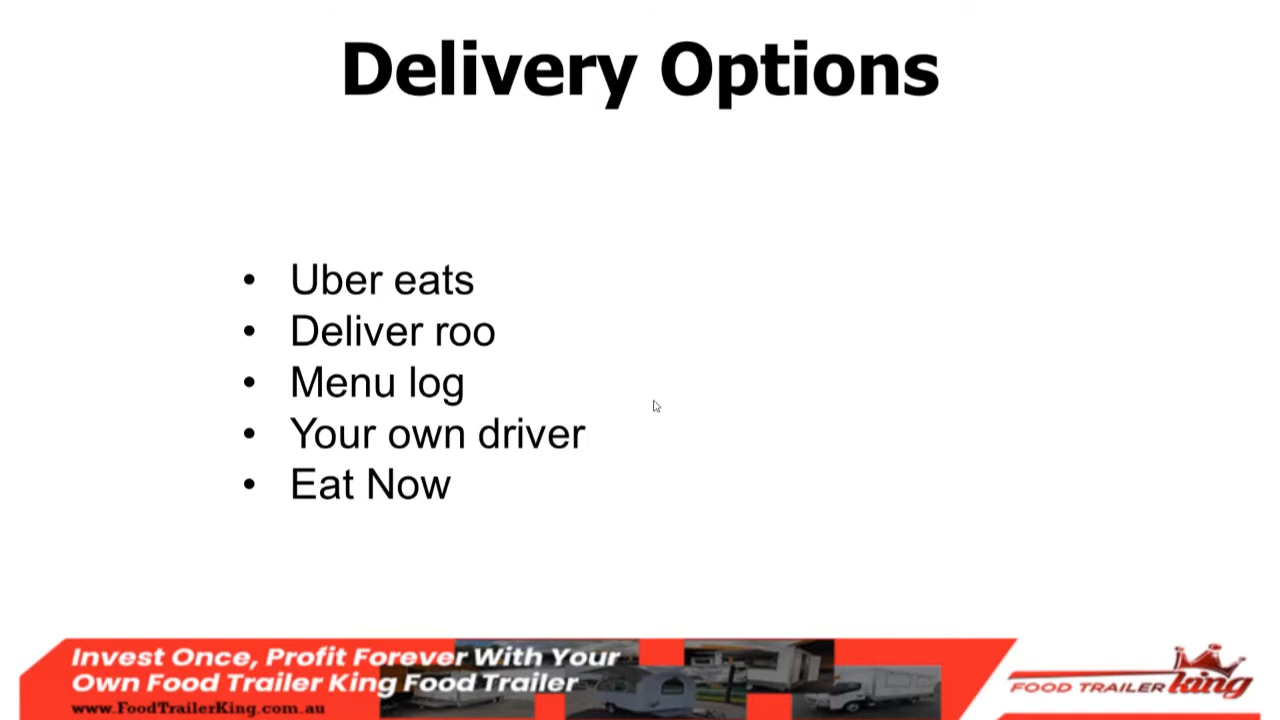 Delivery Options
• Uber eats
• Deliver roo
• Menu log
• Your own driver
• Eat Now
Invest Once, Profit Forever With Your
Own Food Trailer King Food Trailer
www.FoodTrailerKing.com.au
FOOD TRAILER king